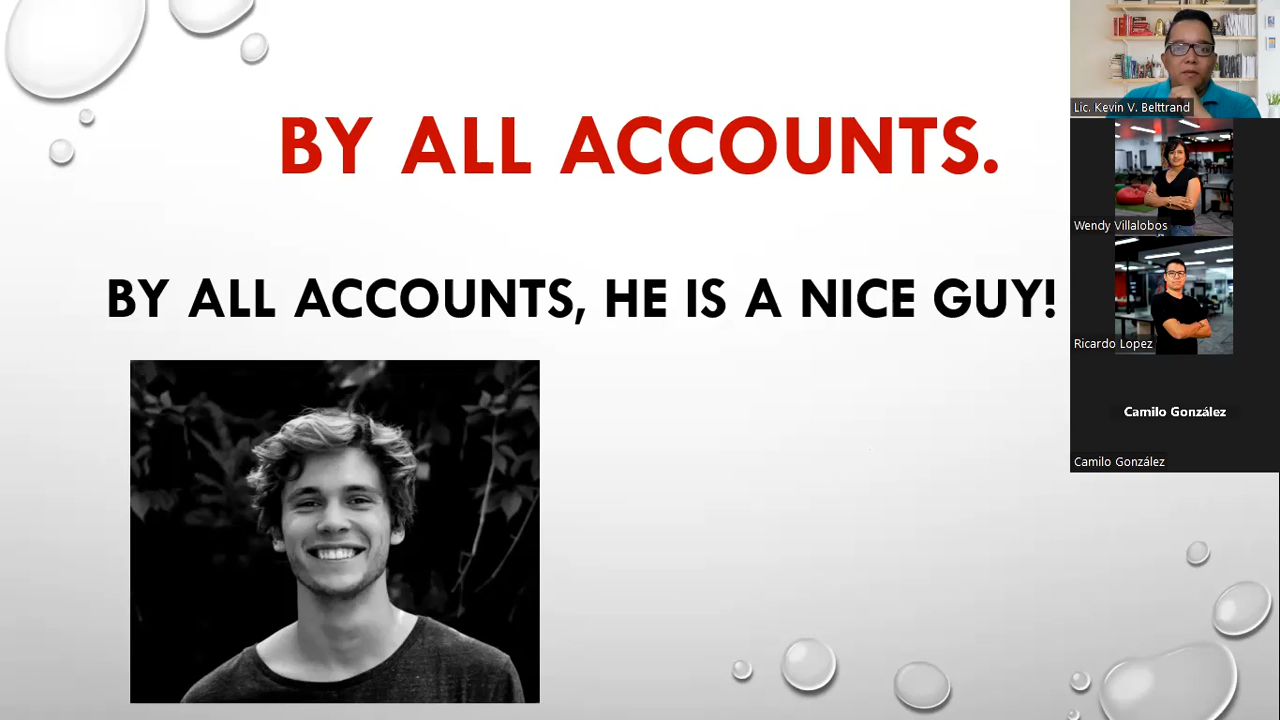 BY ALL ACCOUNTS.
BY ALL ACCOUNTS, HE IS A NICE GUY!
Lic. Kevin V. Belttrand
Wendy Villalobos
Ricardo Lopez
Camilo González
Camilo González